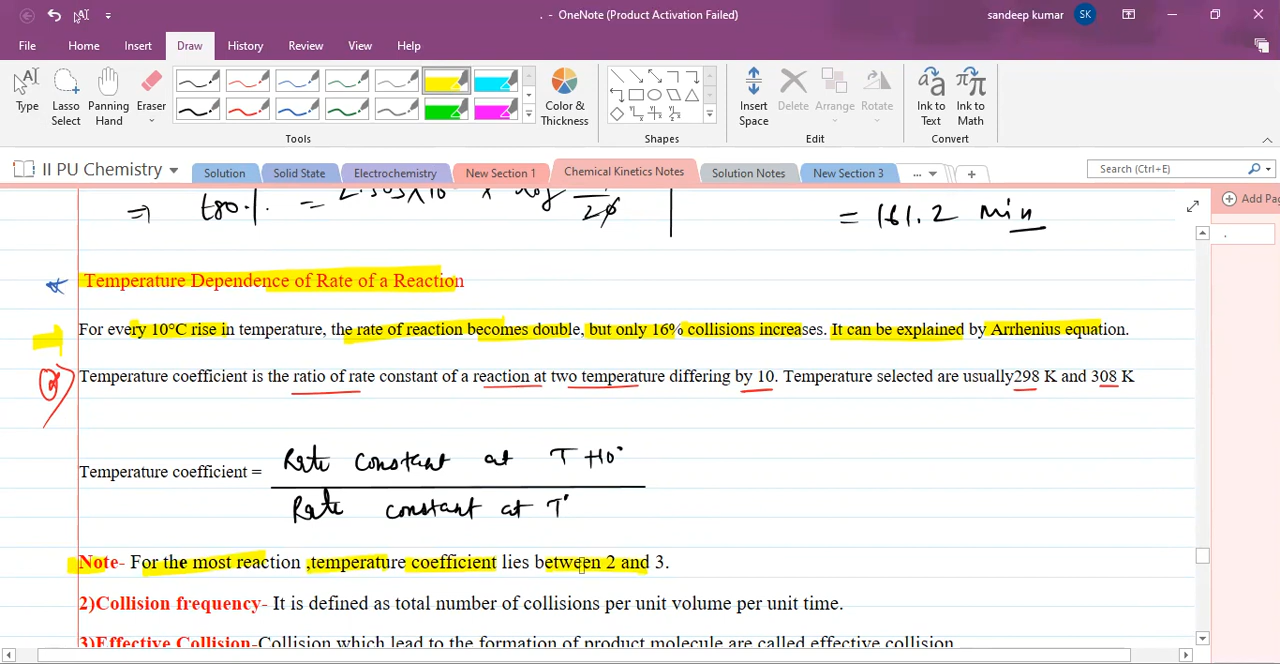 . - OneNote (Product Activation Failed)
sandeep kumar SK
File Home Insert Draw History Review View Help
Type Lasso Select Panning Hand Eraser
Color & Thickness
Insert Space Delete Arrange Rotate
Ink to Text Ink to Math
Tools Shapes Edit Convert
II PU Chemistry Solution Solid State Electrochemistry New Section 1 Chemical Kinetics Notes Solution Notes New Section 3 ... + Search (Ctrl+E)
Add Pag
.
⇒ t80% = 2.303×10 × log / 20
= 161.2 min
Temperature Dependence of Rate of a Reaction
For every 10°C rise in temperature, the rate of reaction becomes double, but only 16% collisions increases. It can be explained by Arrhenius equation.
Temperature coefficient is the ratio of rate constant of a reaction at two temperature differing by 10. Temperature selected are usually298 K and 308 K
Temperature coefficient =
Rate constant at T+10°
Rate constant at T°
Note- For the most reaction ,temperature coefficient lies between 2 and 3.
2)Collision frequency- It is defined as total number of collisions per unit volume per unit time.
3)Effective Collision-Collision which lead to the formation of product molecule are called effective collision.